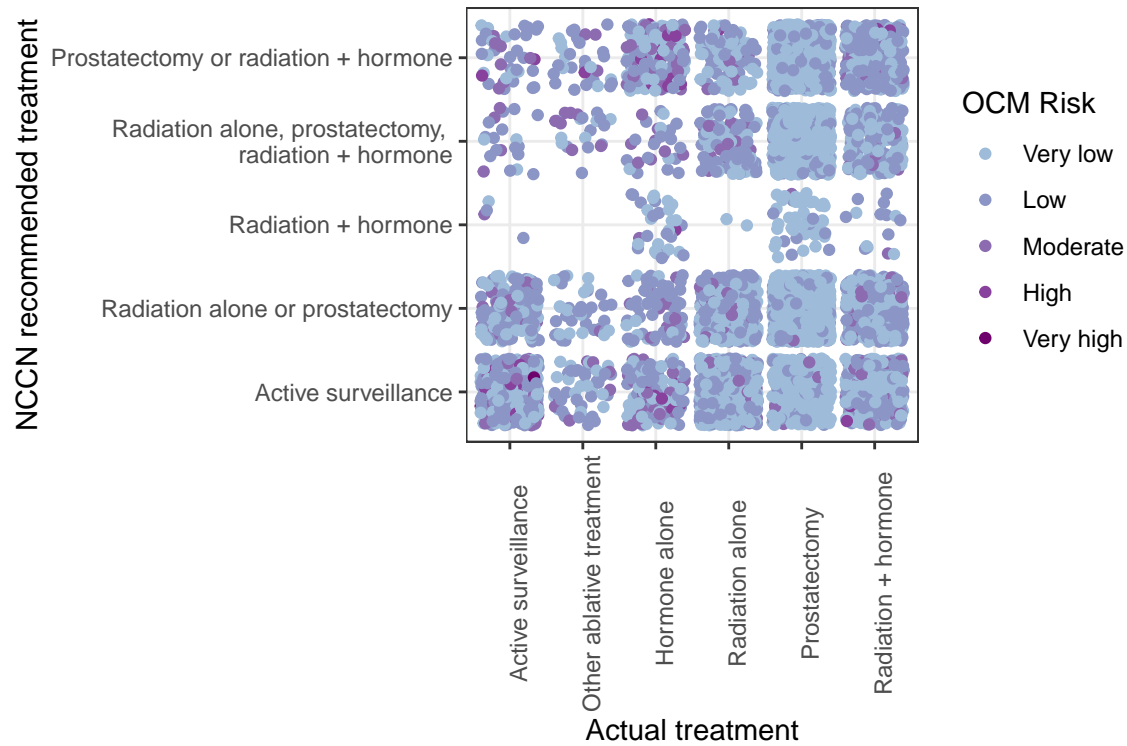 NCCN recommended treatment
Prostatectomy or radiation + hormone
Radiation alone, prostatectomy,
radiation + hormone
Radiation + hormone
Radiation alone or prostatectomy
Active surveillance
Active surveillance
Other ablative treatment
Hormone alone
Radiation alone
Prostatectomy
Radiation + hormone
Actual treatment
OCM Risk
Very low
Low
Moderate
High
Very high